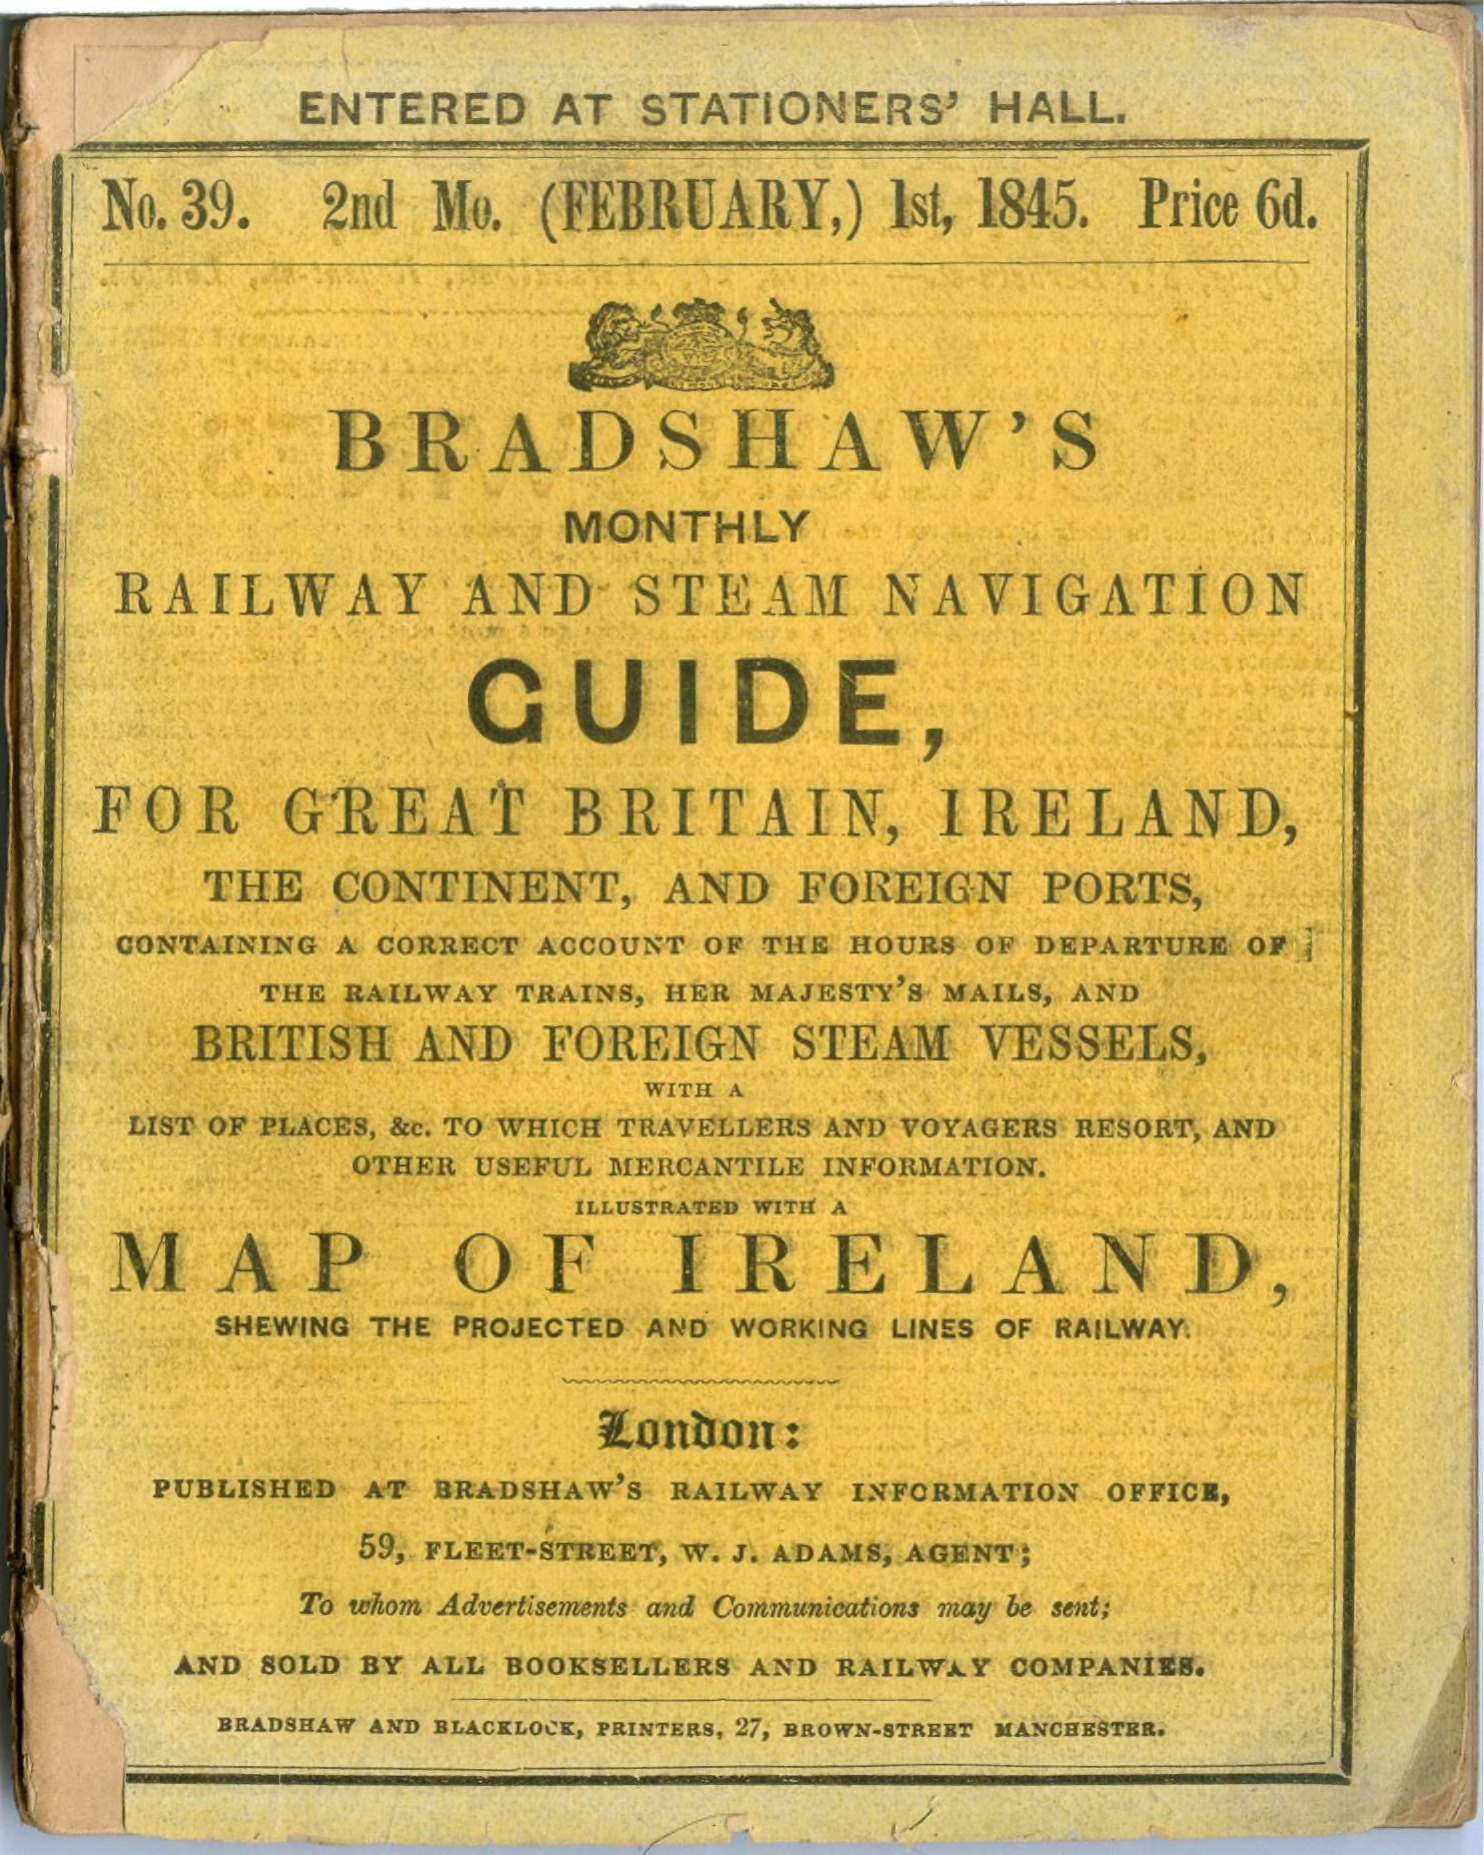 ENTERED AT STATIONERS' HALL.
No. 39. 2nd Mo. (FEBRUARY,) 1st, 1845. Price 6d.
BRADSHAW'S
MONTHLY
RAILWAY AND STEAM NAVIGATION
GUIDE,
FOR GREAT BRITAIN, IRELAND,
THE CONTINENT, AND FOREIGN PORTS,
CONTAINING A CORRECT ACCOUNT OF THE HOURS OF DEPARTURE OF
THE RAILWAY TRAINS, HER MAJESTY'S MAILS, AND
BRITISH AND FOREIGN STEAM VESSELS,
WITH A
LIST OF PLACES, &c. TO WHICH TRAVELLERS AND VOYAGERS RESORT, AND
OTHER USEFUL MERCANTILE INFORMATION.
ILLUSTRATED WITH A
MAP OF IRELAND,
SHEWING THE PROJECTED AND WORKING LINES OF RAILWAY.
London:
PUBLISHED AT BRADSHAW'S RAILWAY INFORMATION OFFICE,
59, FLEET-STREET, W. J. ADAMS, AGENT;
To whom Advertisements and Communications may be sent;
AND SOLD BY ALL BOOKSELLERS AND RAILWAY COMPANIES.
BRADSHAW AND BLACKLOCK, PRINTERS, 27, BROWN-STREET MANCHESTER.